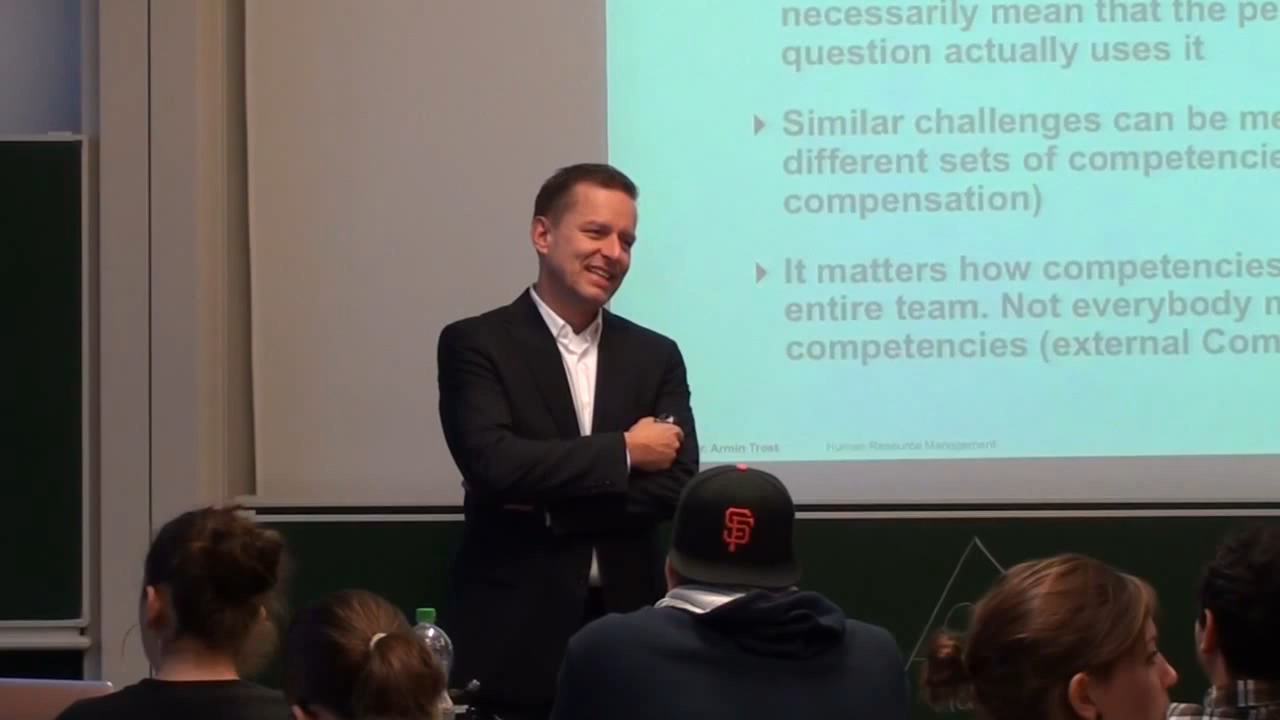 necessarily mean that the pe
question actually uses it
Similar challenges can be me
different sets of competencie
compensation)
It matters how competencies
entire team. Not everybody
competencies (external Com
r. Armin Trost
Human Resource Management
SF